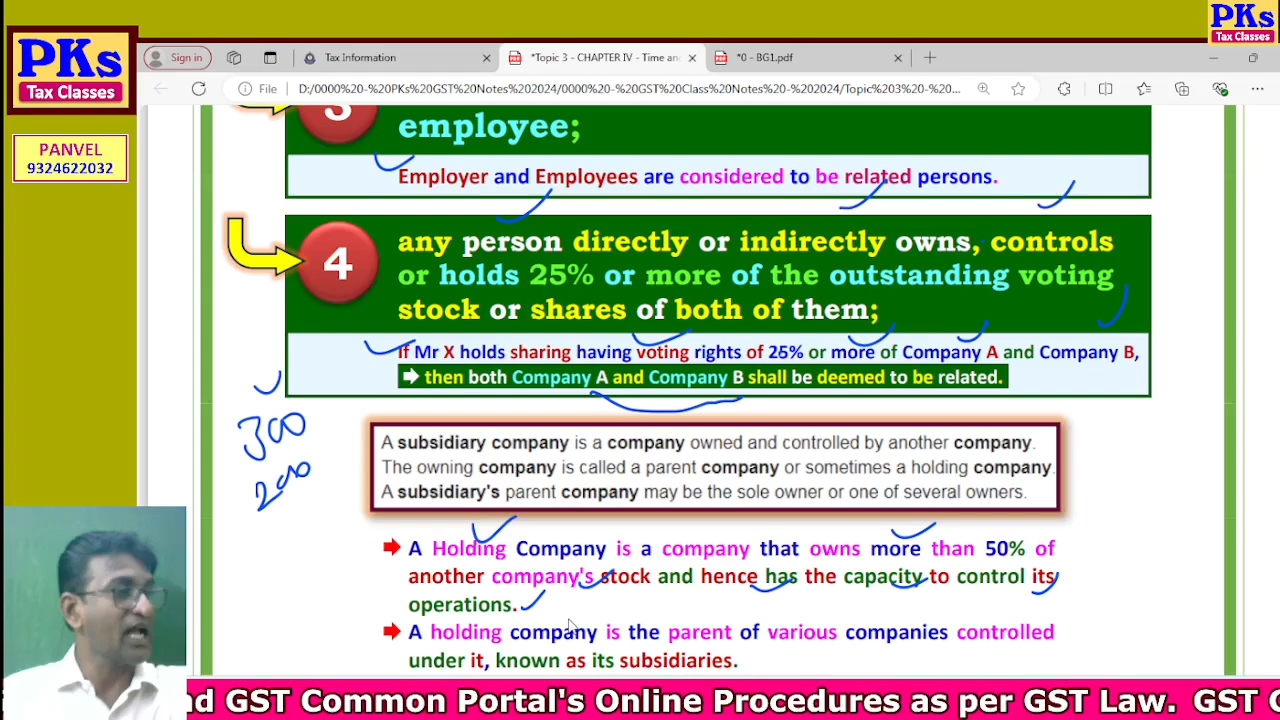 PKs
Tax Classes
PKs
Tax Classes
Sign in
Tax Information
*Topic 3 - CHAPTER IV - Time and
*0 - BG1.pdf
File
D:/0000%20-%20PKs%20GST%20Notes%202024/0000%20-%20GST%20Class%20Notes%20-%202024/Topic%203%20-%...
PANVEL
9324622032
3
employee;
Employer and Employees are considered to be related persons.
4
any person directly or indirectly owns, controls
or holds 25% or more of the outstanding voting
stock or shares of both of them;
If Mr X holds sharing having voting rights of 25% or more of Company A and Company B,
then both Company A and Company B shall be deemed to be related.
300
200
A subsidiary company is a company owned and controlled by another company.
The owning company is called a parent company or sometimes a holding company.
A subsidiary's parent company may be the sole owner or one of several owners.
A Holding Company is a company that owns more than 50% of
another company's stock and hence has the capacity to control its
operations.
A holding company is the parent of various companies controlled
under it, known as its subsidiaries.
nd GST Common Portal's Online Procedures as per GST Law. GST C